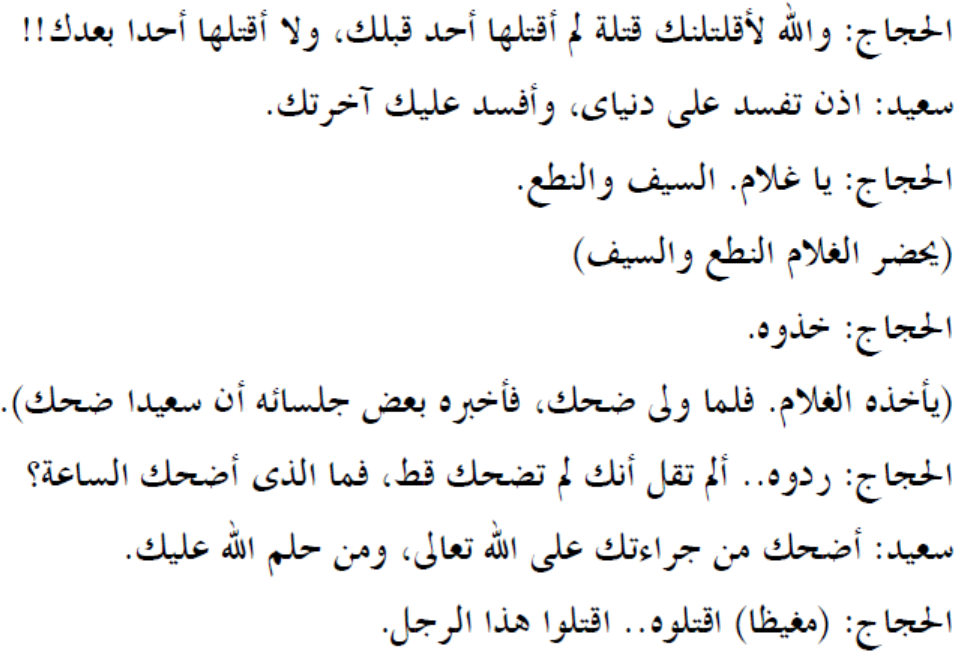 الحجاج: والله لأقلتلنك قتلة لم أقتلها أحد قبلك، ولا أقتلها أحدا بعدك!!
سعيد: اذن تفسد على دنياى، وأفسد عليك آخرتك.
الحجاج: يا غلام. السيف والنطع.
(يحضر الغلام النطع والسيف)
الحجاج: خذوه.
(يأخذه الغلام. فلما ولى ضحك، فأخبره بعض جلسائه أن سعيدا ضحك).
الحجاج: ردوه.. ألم تقل أنك لم تضحك قط، فما الذى أضحك الساعة؟
سعيد: أضحك من جراءتك على الله تعالى، ومن حلم الله عليك.
الحجاج: (مغيظا) اقتلوه.. اقتلوا هذا الرجل.